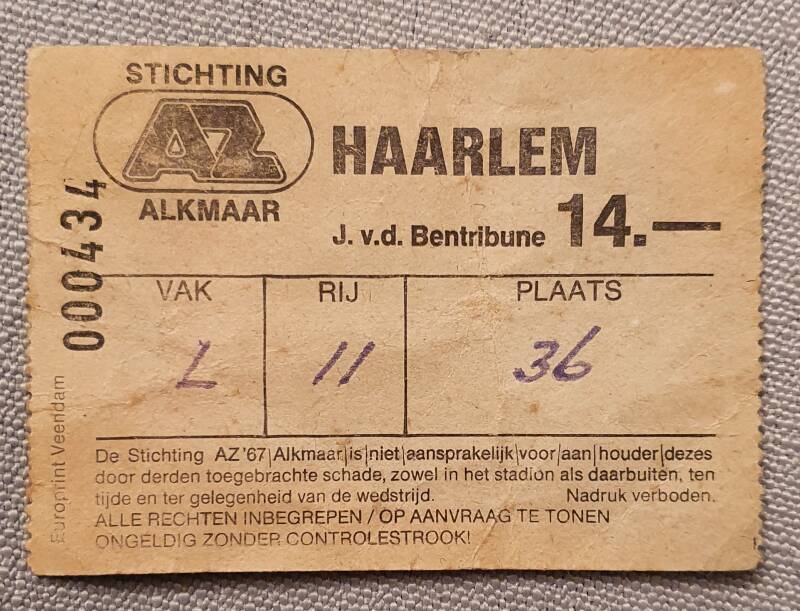 STICHTING
AZ
ALKMAAR
HAARLEM
J. v.d. Bentribune 14.—
000434
VAK RIJ PLAATS
L 11 36
De Stichting AZ'67 Alkmaar is niet aansprakelijk voor aan houder dezes
door derden toegebrachte schade, zowel in het stadion als daarbuiten, ten
tijde en ter gelegenheid van de wedstrijd. Nadruk verboden.
ALLE RECHTEN INBEGREPEN / OP AANVRAAG TE TONEN
ONGELDIG ZONDER CONTROLESTROOK!
Europrint Veendam